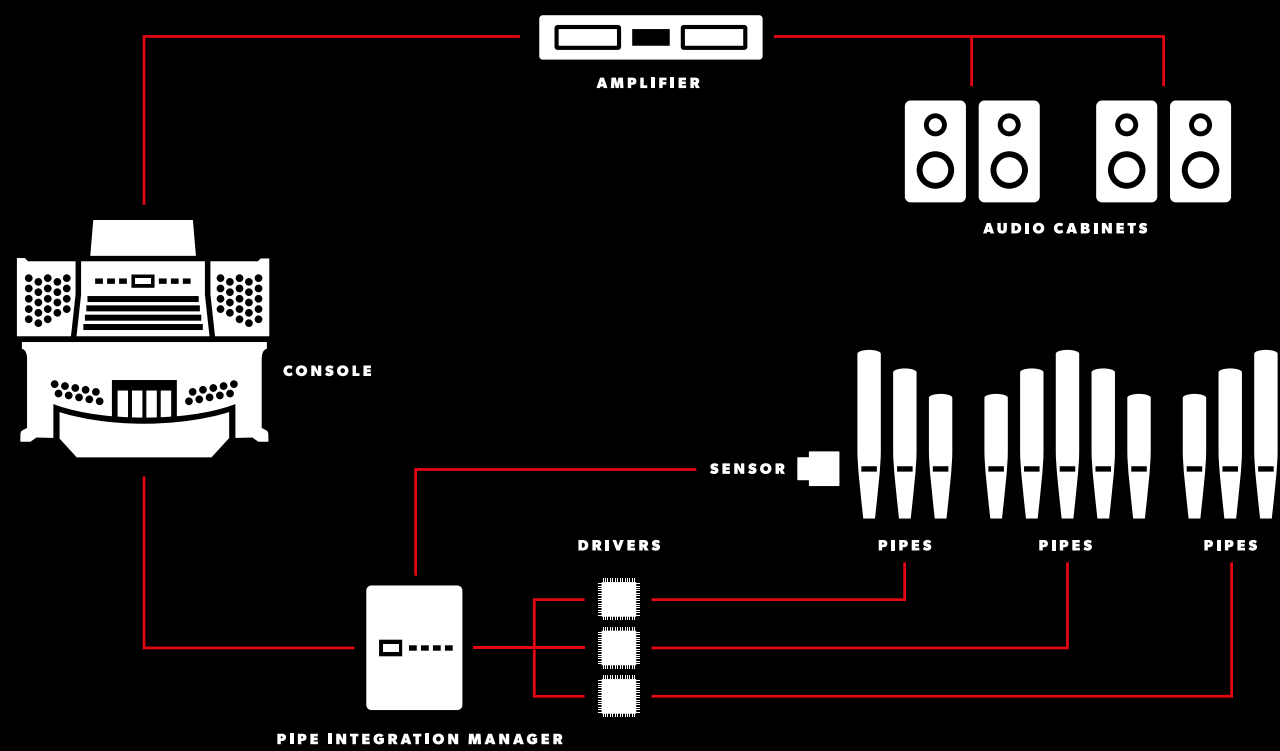 AMPLIFIER
AUDIO CABINETS
CONSOLE
SENSOR
DRIVERS
PIPES
PIPES
PIPES
PIPE INTEGRATION MANAGER